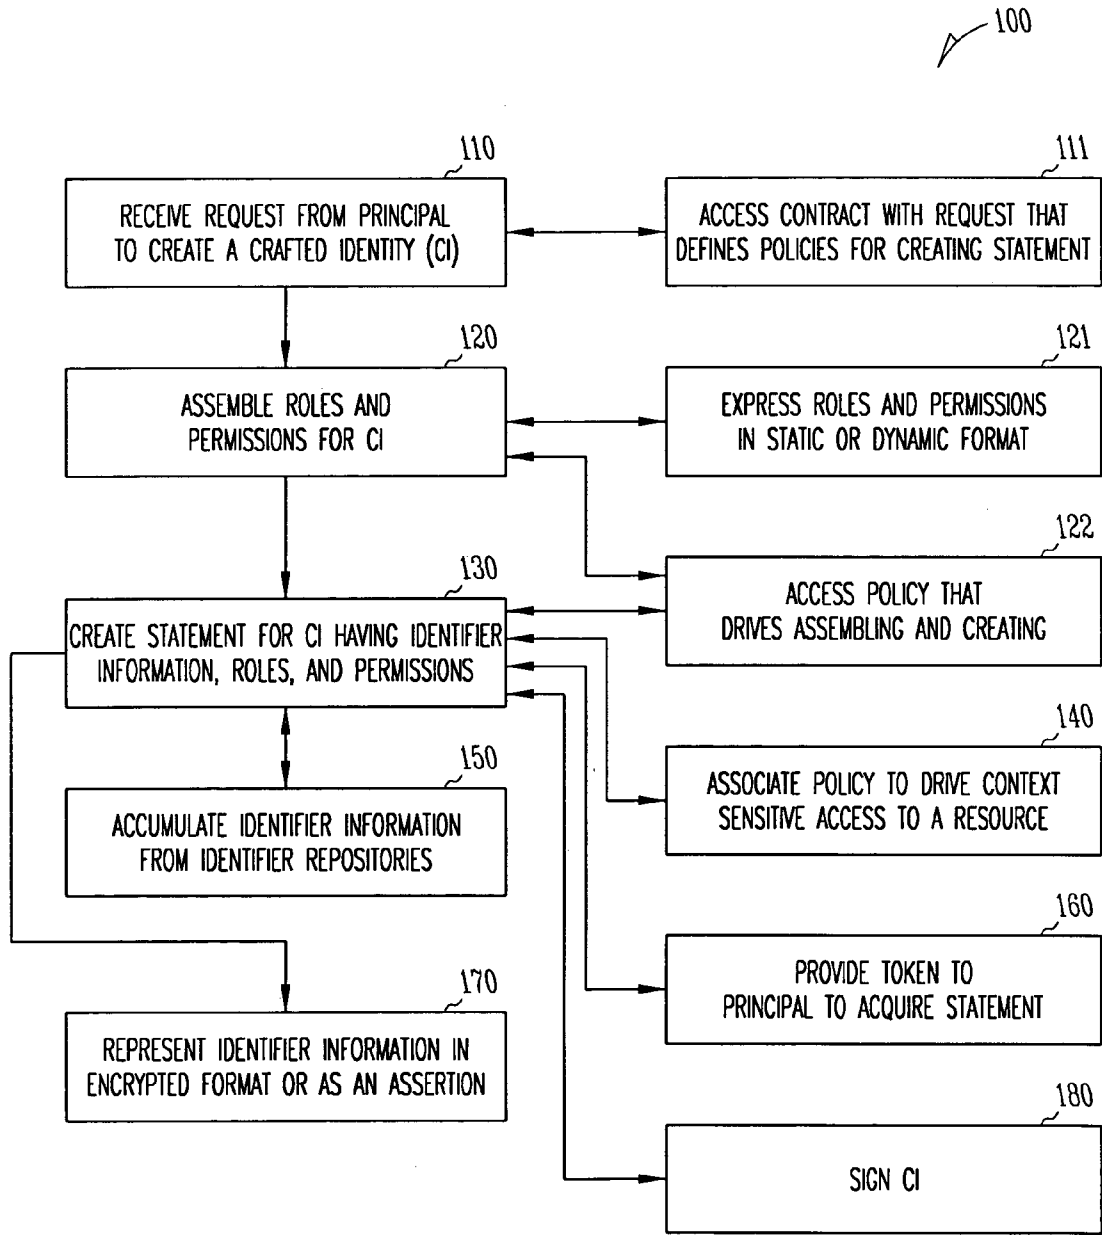 100
110
RECEIVE REQUEST FROM PRINCIPAL
TO CREATE A CRAFTED IDENTITY (CI)
111
ACCESS CONTRACT WITH REQUEST THAT
DEFINES POLICIES FOR CREATING STATEMENT
120
ASSEMBLE ROLES AND
PERMISSIONS FOR CI
121
EXPRESS ROLES AND PERMISSIONS
IN STATIC OR DYNAMIC FORMAT
122
ACCESS POLICY THAT
DRIVES ASSEMBLING AND CREATING
130
CREATE STATEMENT FOR CI HAVING IDENTIFIER
INFORMATION, ROLES, AND PERMISSIONS
140
ASSOCIATE POLICY TO DRIVE CONTEXT
SENSITIVE ACCESS TO A RESOURCE
150
ACCUMULATE IDENTIFIER INFORMATION
FROM IDENTIFIER REPOSITORIES
160
PROVIDE TOKEN TO
PRINCIPAL TO ACQUIRE STATEMENT
170
REPRESENT IDENTIFIER INFORMATION IN
ENCRYPTED FORMAT OR AS AN ASSERTION
180
SIGN CI